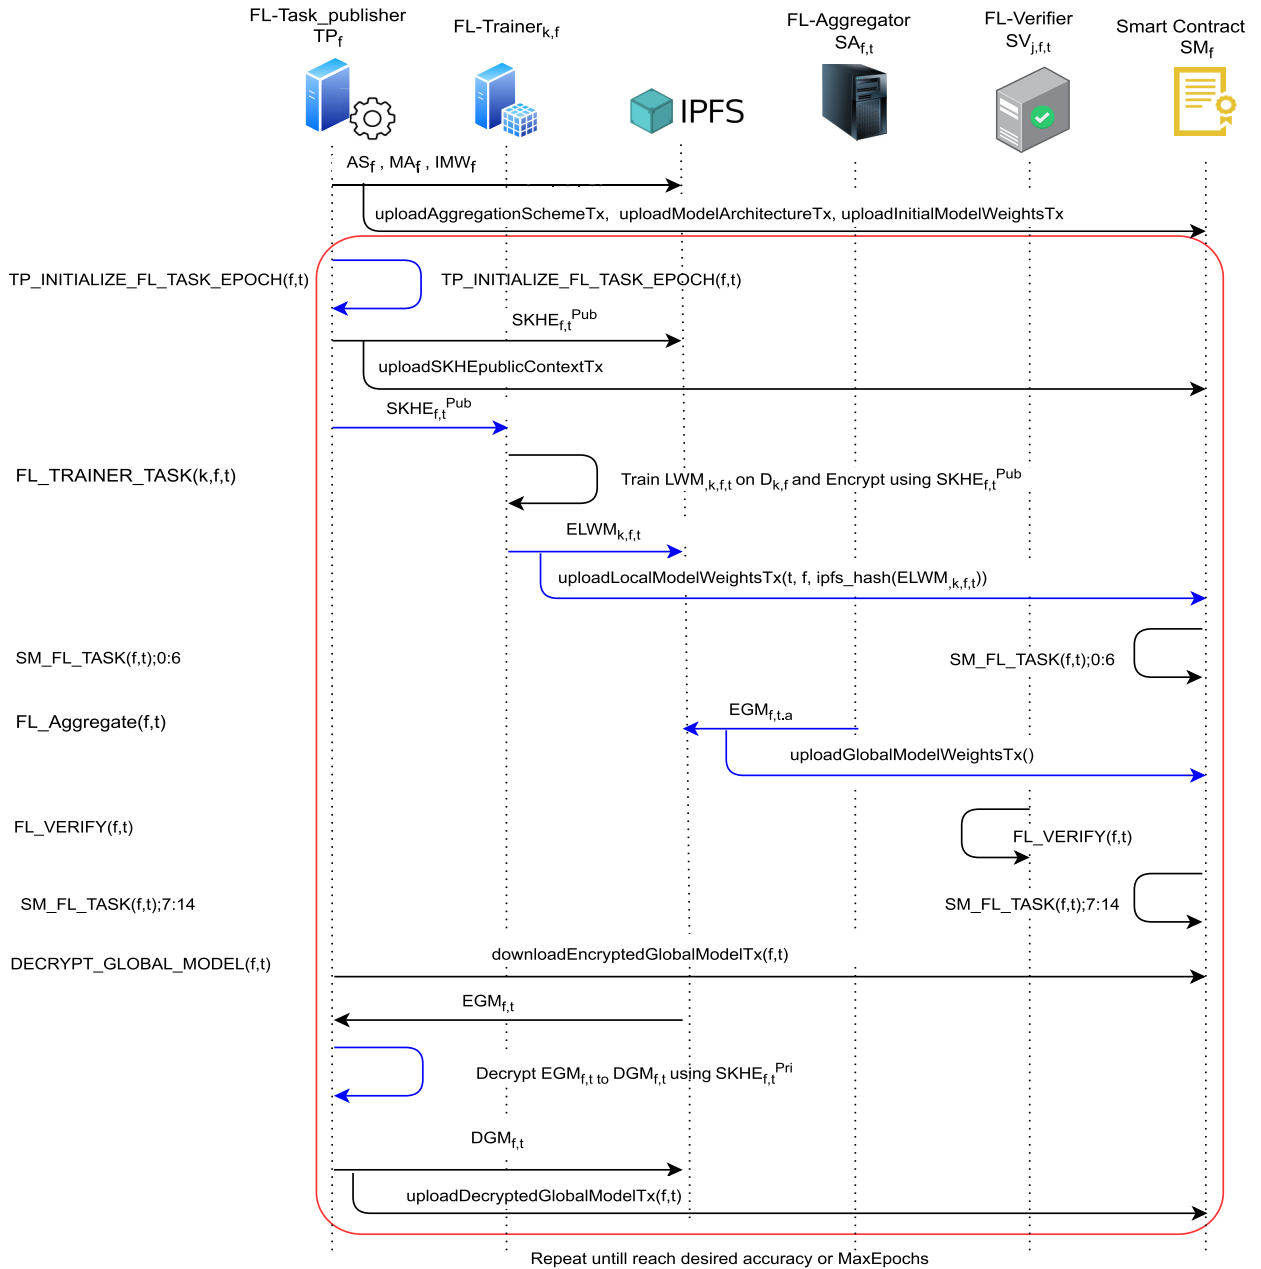 FL-Task_publisher
TPf
FL-Trainerk,f
IPFS
FL-Aggregator
SAf,t
FL-Verifier
SVj,f,t
Smart Contract
SMf
ASf , MAf , IMWf
uploadAggregationSchemeTx, uploadModelArchitectureTx, uploadInitialModelWeightsTx
TP_INITIALIZE_FL_TASK_EPOCH(f,t)
TP_INITIALIZE_FL_TASK_EPOCH(f,t)
SKHEf,tPub
uploadSKHEpublicContextTx
SKHEf,tPub
FL_TRAINER_TASK(k,f,t)
Train LWM,k,f,t on Dk,f and Encrypt using SKHEf,tPub
ELWMk,f,t
uploadLocalModelWeightsTx(t, f, ipfs_hash(ELWM,k,f,t))
SM_FL_TASK(f,t);0:6
SM_FL_TASK(f,t);0:6
FL_Aggregate(f,t)
EGMf,t.a
uploadGlobalModelWeightsTx()
FL_VERIFY(f,t)
FL_VERIFY(f,t)
SM_FL_TASK(f,t);7:14
SM_FL_TASK(f,t);7:14
DECRYPT_GLOBAL_MODEL(f,t)
downloadEncryptedGlobalModelTx(f,t)
EGMf,t
Decrypt EGMf,t to DGMf,t using SKHEf,tPri
DGMf,t
uploadDecryptedGlobalModelTx(f,t)
Repeat untill reach desired accuracy or MaxEpochs